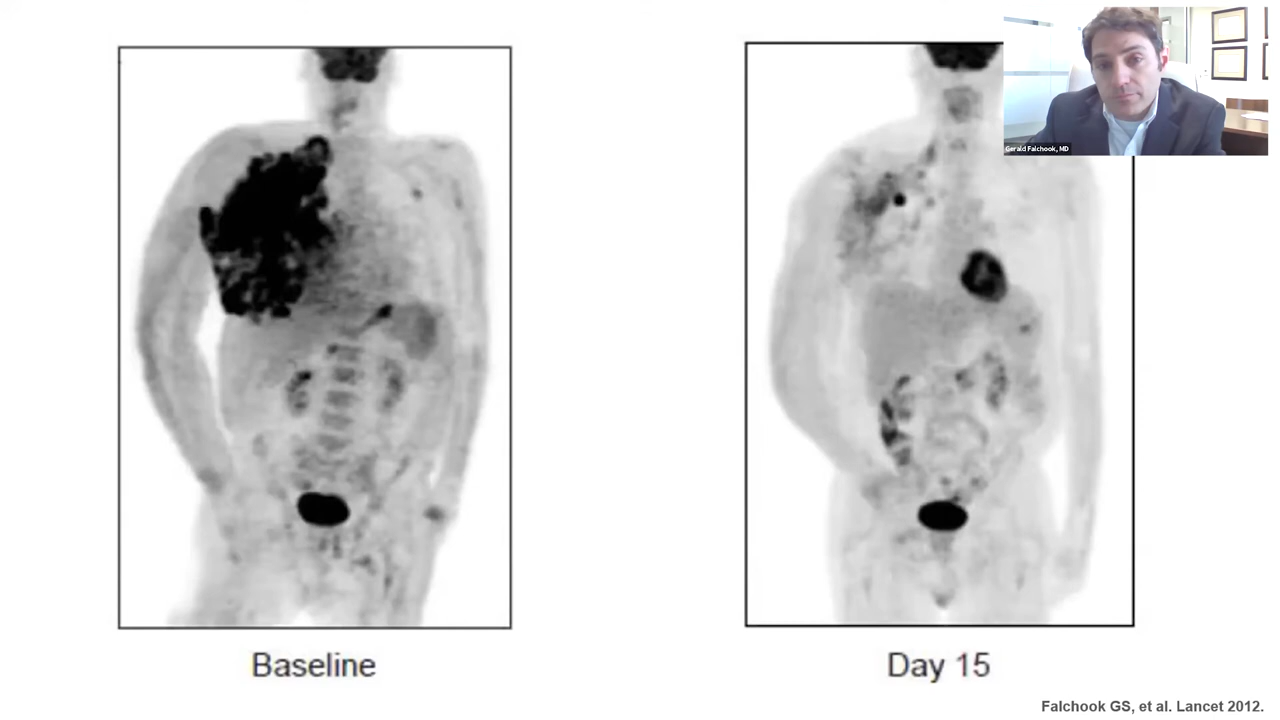 Gerald Falchook, MD
Baseline
Day 15
Falchook GS, et al. Lancet 2012.